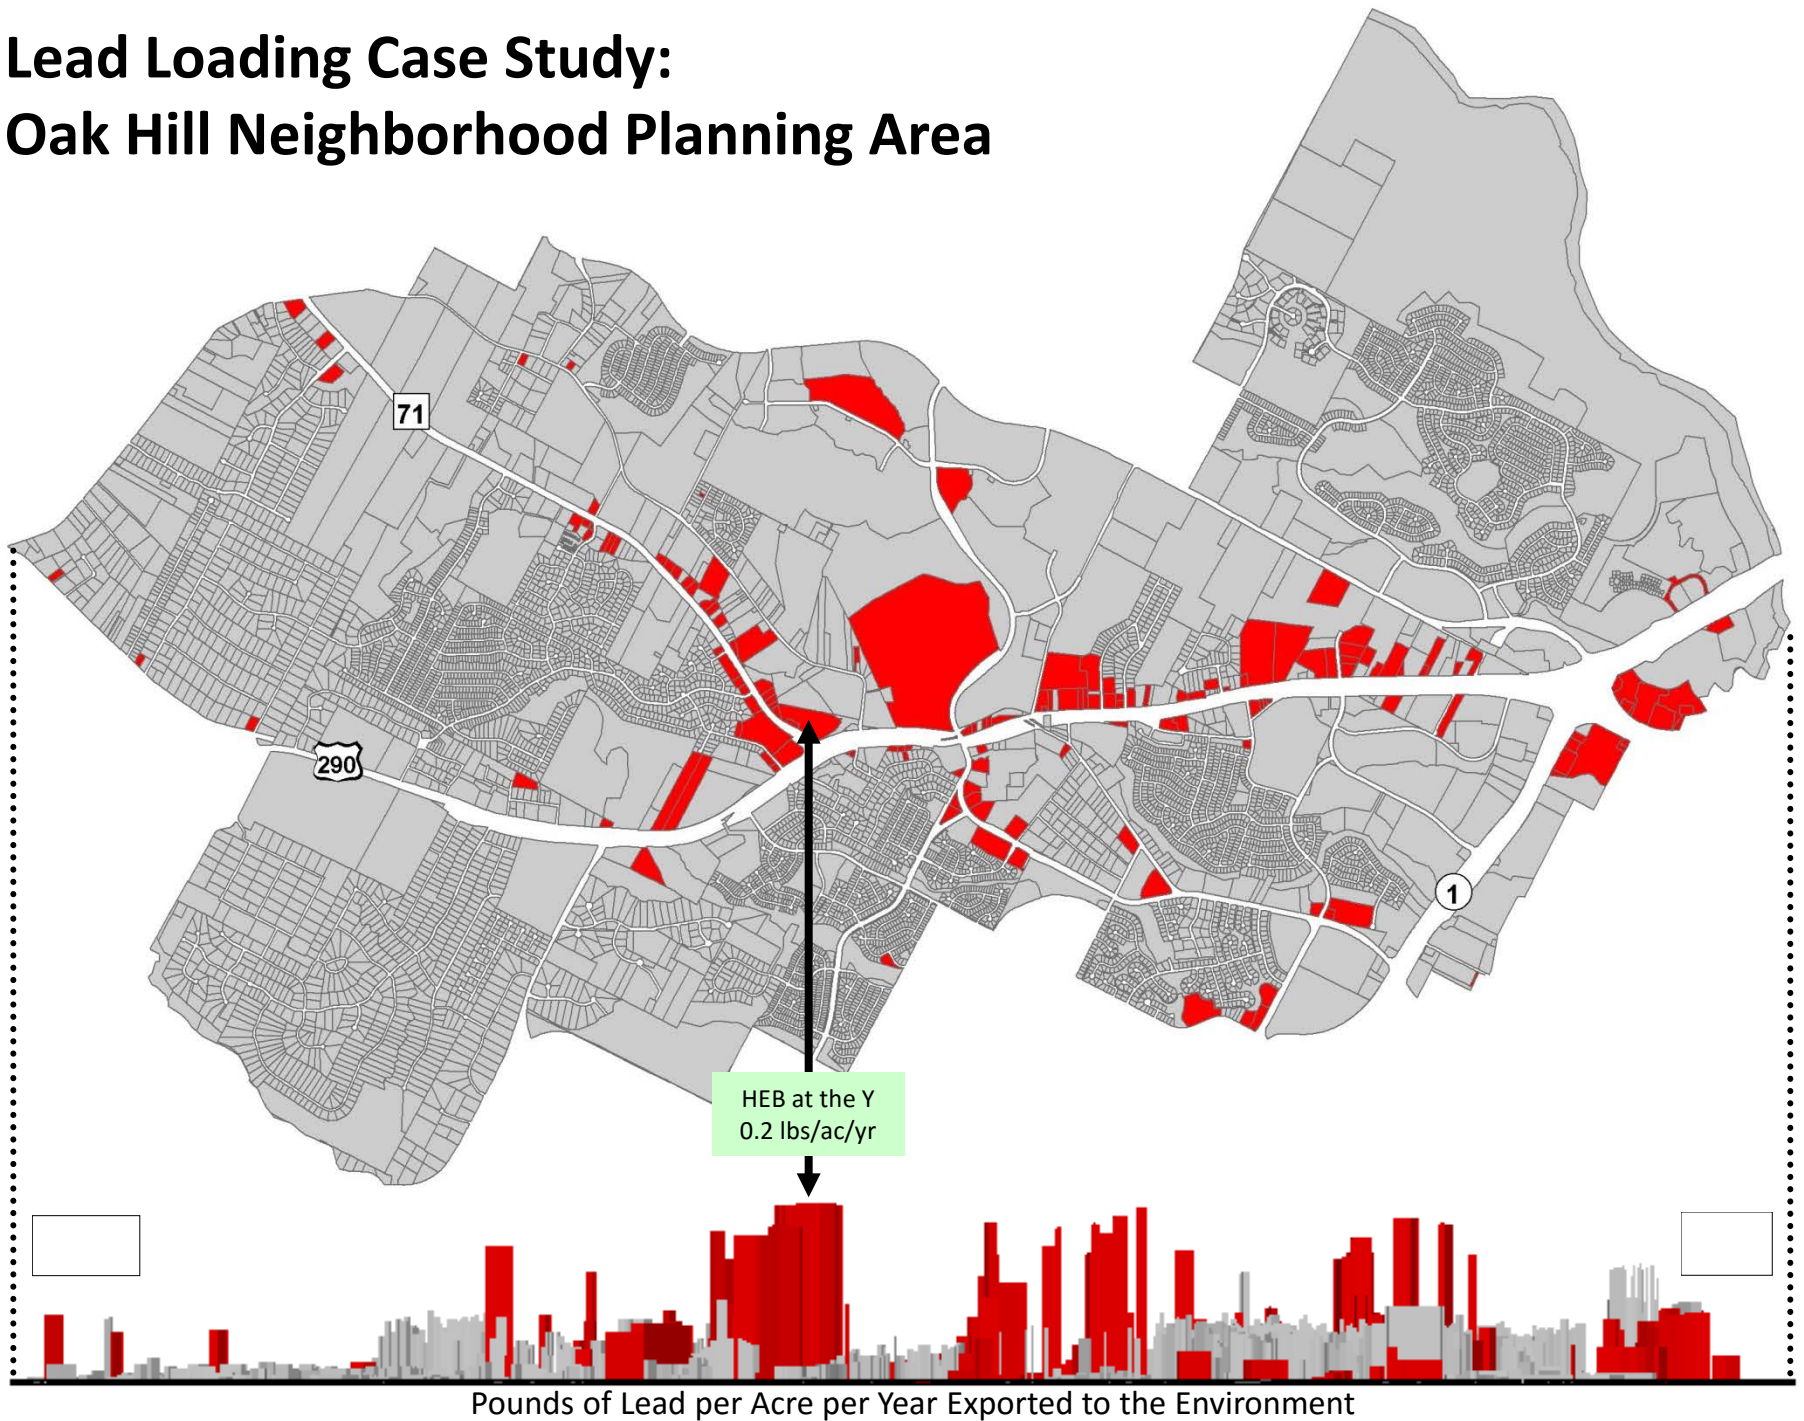 Lead Loading Case Study:
Oak Hill Neighborhood Planning Area
71
290
1
HEB at the Y
0.2 lbs/ac/yr
Pounds of Lead per Acre per Year Exported to the Environment